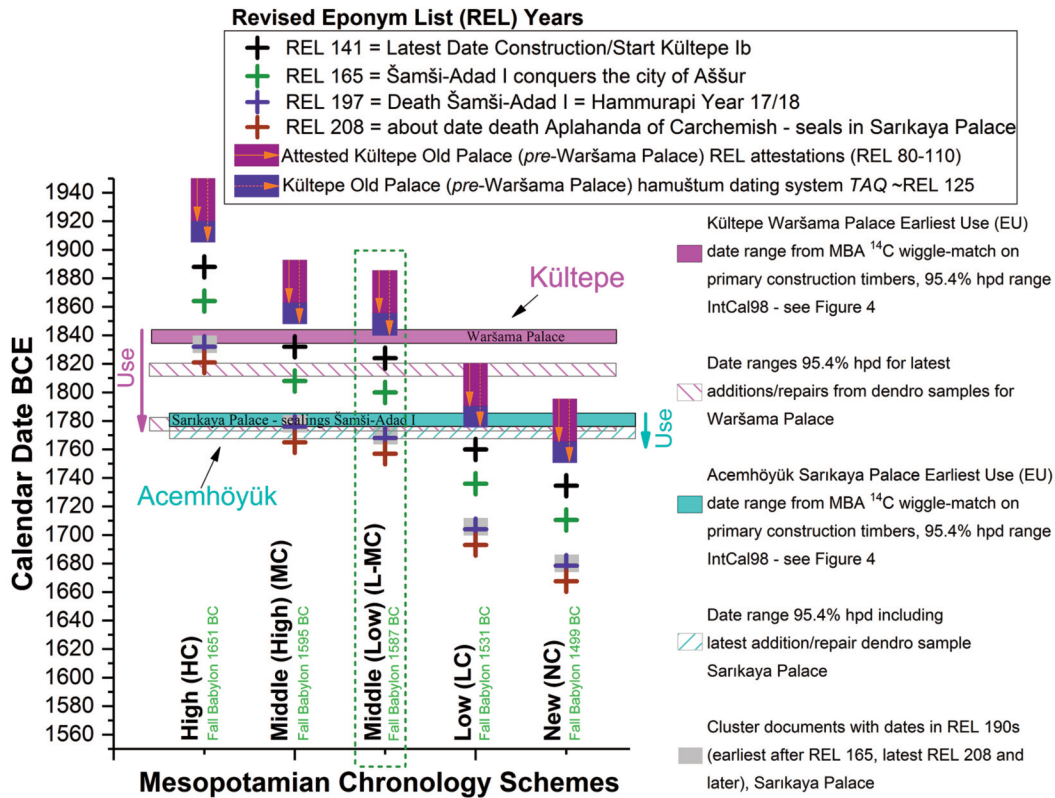 Revised Eponym List (REL) Years
REL 141 = Latest Date Construction/Start Kültepe Ib
REL 165 = Šamši-Adad I conquers the city of Aššur
REL 197 = Death Šamši-Adad I = Hammurapi Year 17/18
REL 208 = about date death Aplahanda of Carchemish - seals in Sarıkaya Palace
Attested Kültepe Old Palace (pre-Waršama Palace) REL attestations (REL 80-110)
Kültepe Old Palace (pre-Waršama Palace) hamuštum dating system TAQ ~REL 125
Calendar Date BCE
1940
1920
1900
1880
1860
1840
1820
1800
1780
1760
1740
1720
1700
1680
1660
1640
1620
1600
1580
1560
Kültepe
Waršama Palace
Use
Sarıkaya Palace - sealings Šamši-Adad I
Use
Acemhöyük
High (HC)
Fall Babylon 1651 BC
Middle (High) (MC)
Fall Babylon 1595 BC
Middle (Low) (L-MC)
Fall Babylon 1587 BC
Low (LC)
Fall Babylon 1531 BC
New (NC)
Fall Babylon 1499 BC
Mesopotamian Chronology Schemes
Kültepe Waršama Palace Earliest Use (EU)
date range from MBA ¹⁴C wiggle-match on
primary construction timbers, 95.4% hpd range
IntCal98 - see Figure 4
Date ranges 95.4% hpd for latest
additions/repairs from dendro samples for
Waršama Palace
Acemhöyük Sarıkaya Palace Earliest Use (EU)
date range from MBA ¹⁴C wiggle-match on
primary construction timbers, 95.4% hpd range
IntCal98 - see Figure 4
Date range 95.4% hpd including
latest addition/repair dendro sample
Sarıkaya Palace
Cluster documents with dates in REL 190s
(earliest after REL 165, latest REL 208 and
later), Sarıkaya Palace